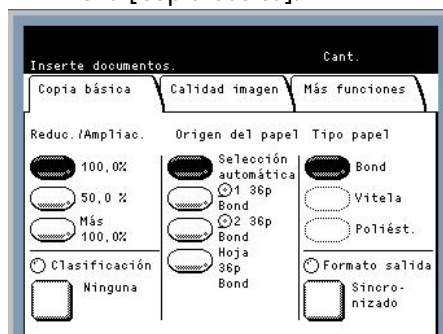 Inserte documentos.
Cant.
Copia básica
Calidad imagen
Más funciones
Reduc./Ampliac.
100,0%
50,0 %
Más
100,0%
Clasificación
Ninguna
Origen del papel
Selección
automática
1 36p
Bond
2 36p
Bond
Hoja
36p
Bond
Tipo papel
Bond
Vitela
Poliést.
Formato salida
Sincro-
nizado